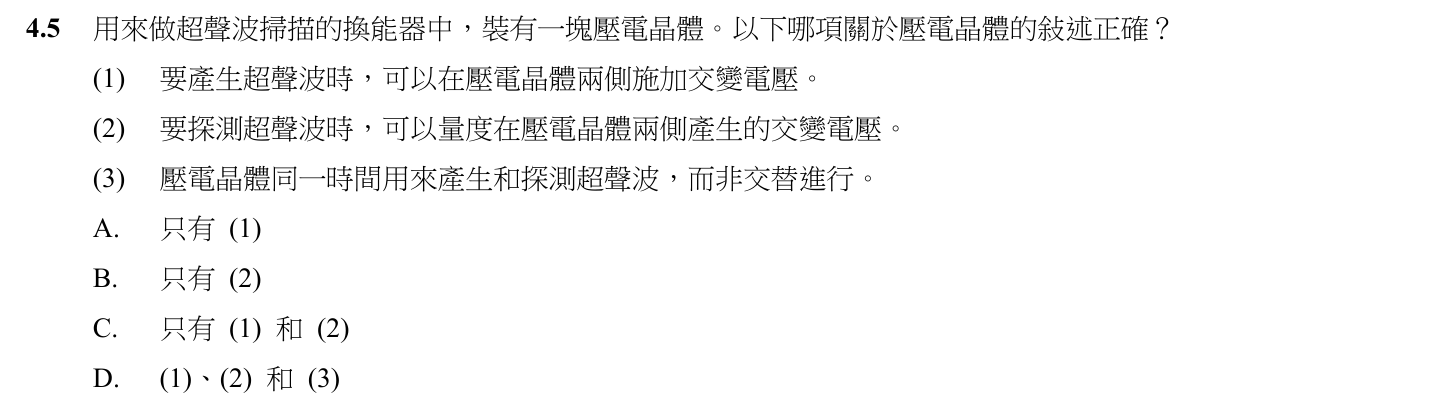 4.5 用來做超聲波掃描的換能器中，裝有一塊壓電晶體。以下哪項關於壓電晶體的敍述正確？
(1) 要產生超聲波時，可以在壓電晶體兩側施加交變電壓。
(2) 要探測超聲波時，可以量度在壓電晶體兩側產生的交變電壓。
(3) 壓電晶體同一時間用來產生和探測超聲波，而非交替進行。
A. 只有 (1)
B. 只有 (2)
C. 只有 (1) 和 (2)
D. (1)、(2) 和 (3)